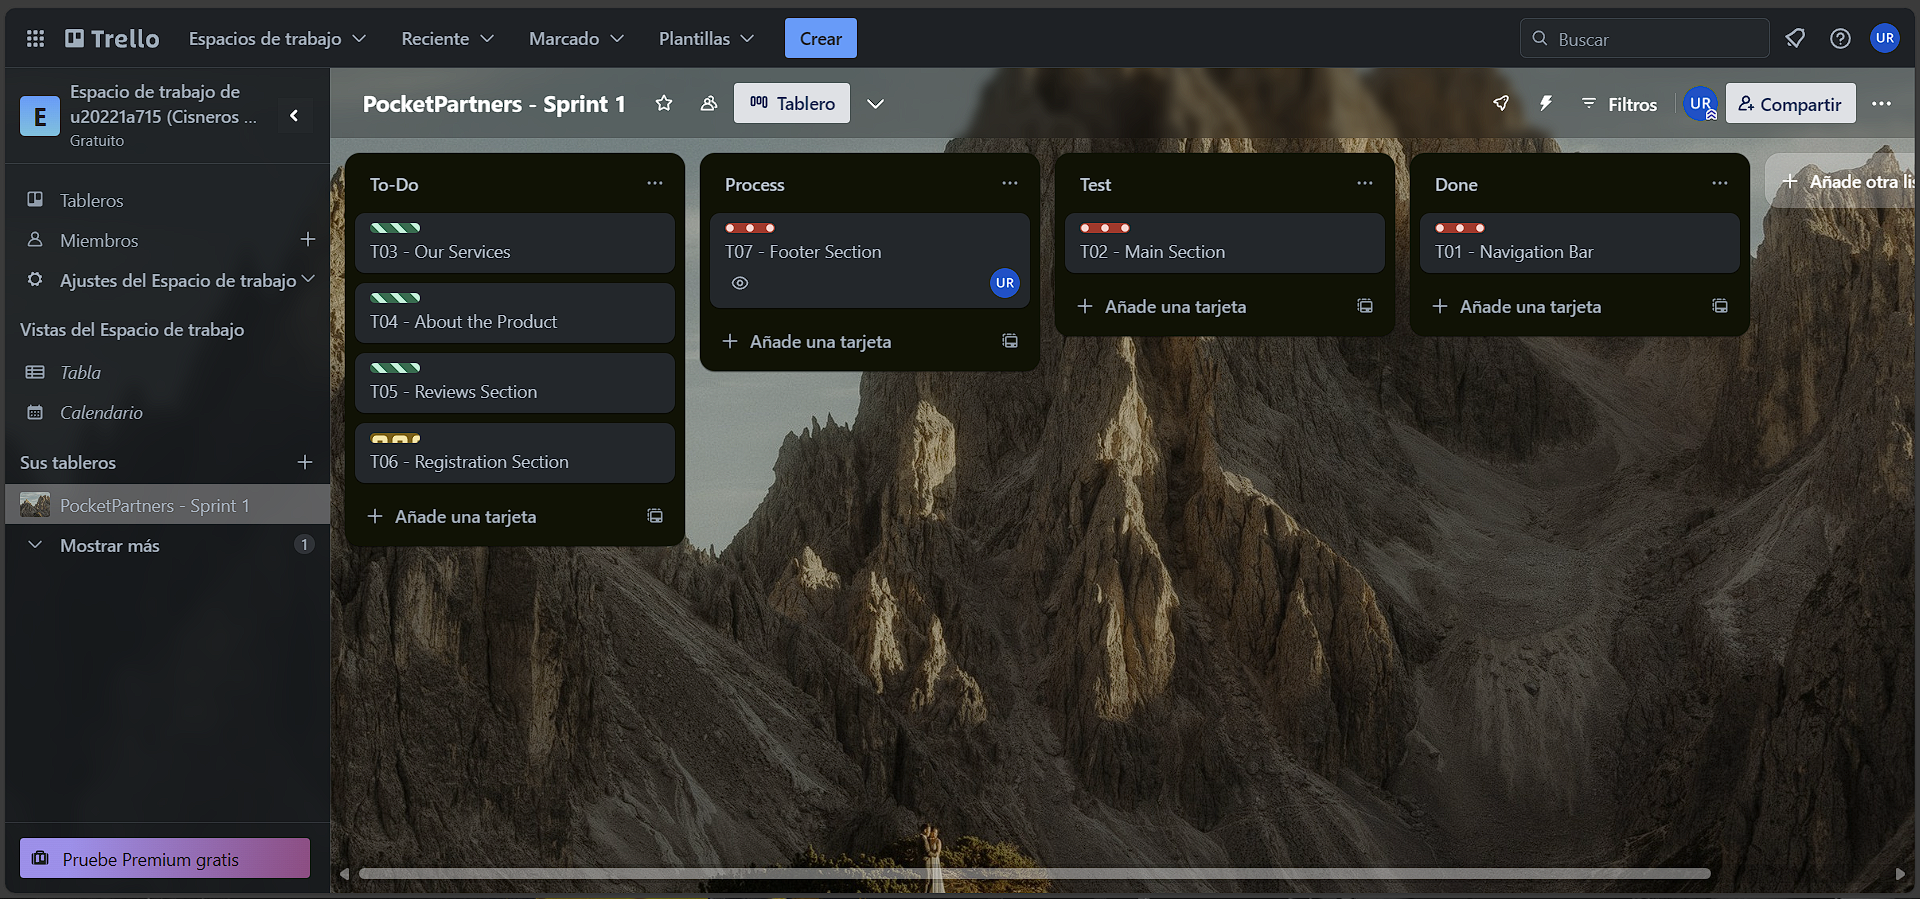 Trello
Espacios de trabajo
Reciente
Marcado
Plantillas
Crear
Buscar
UR
E
Espacio de trabajo de
u20221a715 (Cisneros ...
Gratuito
Tableros
Miembros
Ajustes del Espacio de trabajo
Vistas del Espacio de trabajo
Tabla
Calendario
Sus tableros
PocketPartners - Sprint 1
Mostrar más
1
Pruebe Premium gratis
PocketPartners - Sprint 1
Tablero
Filtros
UR
Compartir
To-Do
T03 - Our Services
T04 - About the Product
T05 - Reviews Section
T06 - Registration Section
Añade una tarjeta
Process
T07 - Footer Section
UR
Añade una tarjeta
Test
T02 - Main Section
Añade una tarjeta
Done
T01 - Navigation Bar
Añade una tarjeta
Añade otra lis